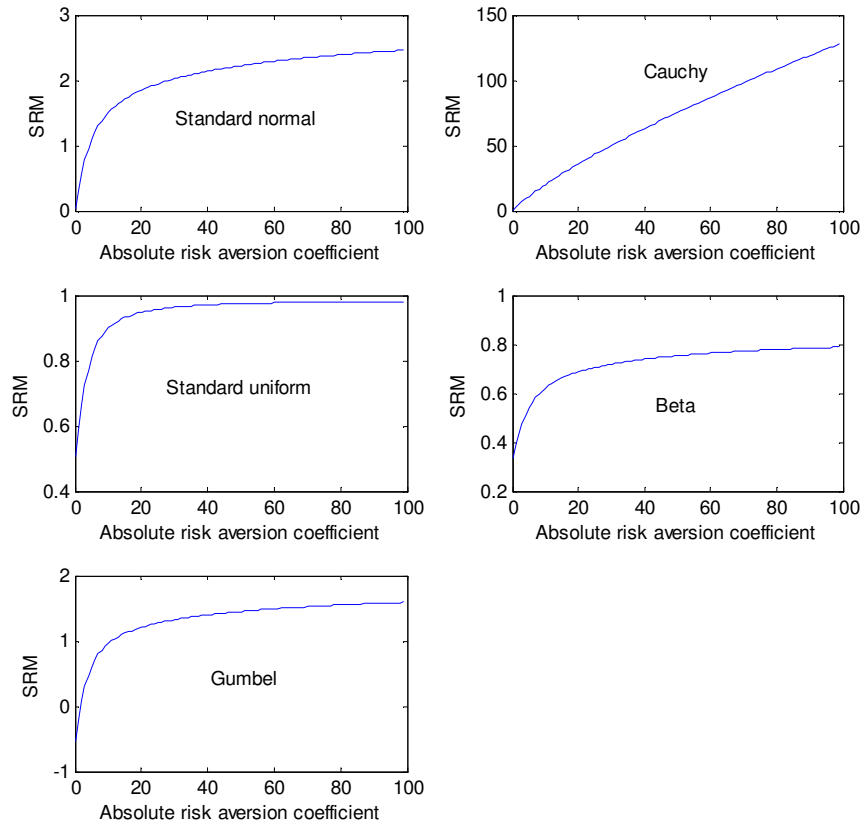 3
2
1
0
SRM
Standard normal
0 20 40 60 80 100
Absolute risk aversion coefficient
150
100
50
0
SRM
Cauchy
0 20 40 60 80 100
Absolute risk aversion coefficient
1
0.8
0.6
0.4
SRM
Standard uniform
0 20 40 60 80 100
Absolute risk aversion coefficient
1
0.8
0.6
0.4
0.2
SRM
Beta
0 20 40 60 80 100
Absolute risk aversion coefficient
2
1
0
-1
SRM
Gumbel
0 20 40 60 80 100
Absolute risk aversion coefficient